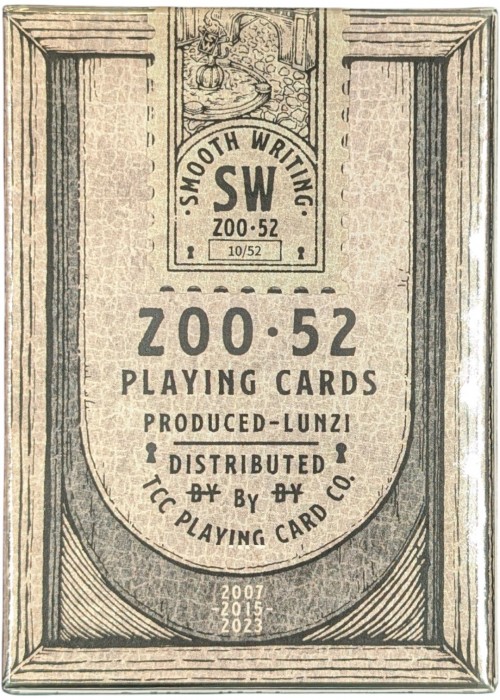 ·SMOOTH WRITING·
SW
ZOO·52
10/52
ZOO·52
PLAYING CARDS
PRODUCED-LUNZI
DISTRIBUTED
BY By BY
TCC PLAYING CARD CO.
2007
-2015-
2023